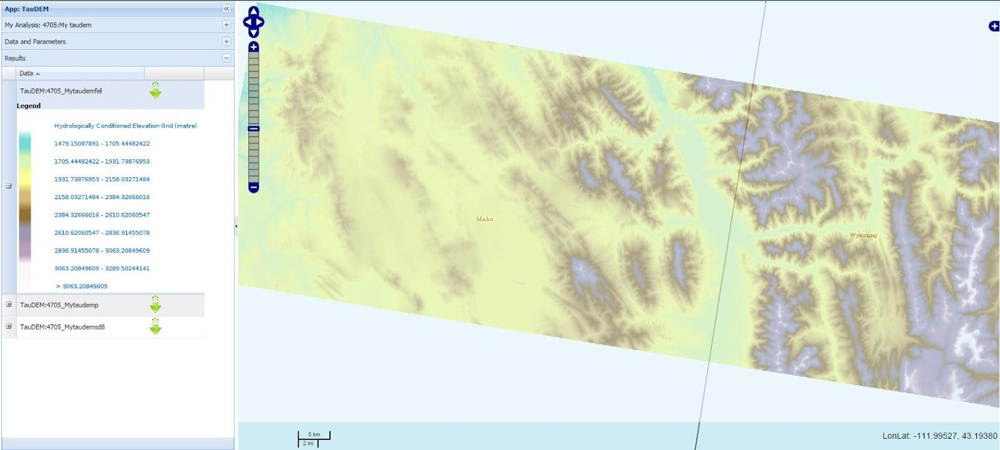 App: TauDEM
My Analysis: 4705:My taudem
Data and Parameters
Results
Data
TauDEM:4705_Mytaudemfel
Legend
Hydrologically Conditioned Elevation Grid (metre)
1479.15087891 - 1705.44482422
1705.44482422 - 1931.73876953
1931.73876953 - 2158.03271484
2158.03271484 - 2384.32666016
2384.32666016 - 2610.62060547
2610.62060547 - 2836.91455078
2836.91455078 - 3063.20849609
3063.20849609 - 3289.50244141
> 3063.20849609
TauDEM:4705_Mytaudemp
TauDEM:4705_Mytaudemsd8
Idaho
Wyoming
5 km
2 mi
LonLat: -111.99527, 43.19380